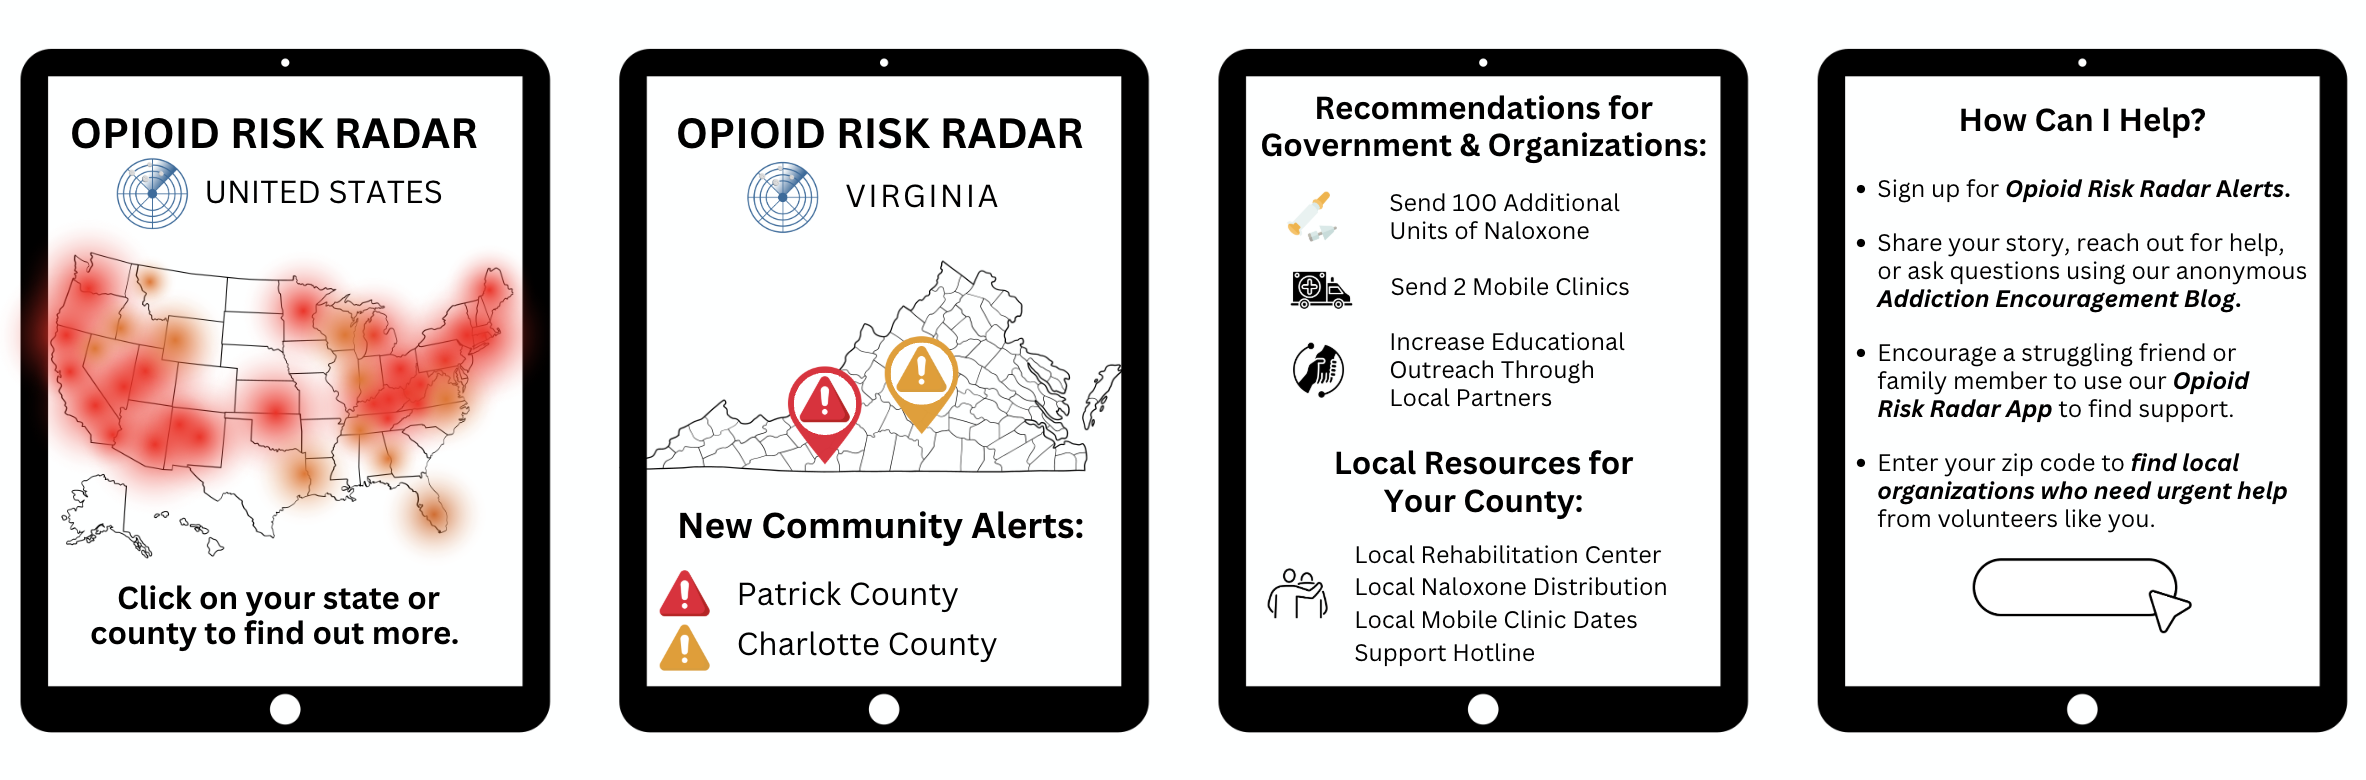 OPIOID RISK RADAR
UNITED STATES
Click on your state or
county to find out more.
OPIOID RISK RADAR
VIRGINIA
New Community Alerts:
Patrick County
Charlotte County
Recommendations for
Government & Organizations:
Send 100 Additional
Units of Naloxone
Send 2 Mobile Clinics
Increase Educational
Outreach Through
Local Partners
Local Resources for
Your County:
Local Rehabilitation Center
Local Naloxone Distribution
Local Mobile Clinic Dates
Support Hotline
How Can I Help?
• Sign up for Opioid Risk Radar Alerts.
• Share your story, reach out for help,
or ask questions using our anonymous
Addiction Encouragement Blog.
• Encourage a struggling friend or
family member to use our Opioid
Risk Radar App to find support.
• Enter your zip code to find local
organizations who need urgent help
from volunteers like you.